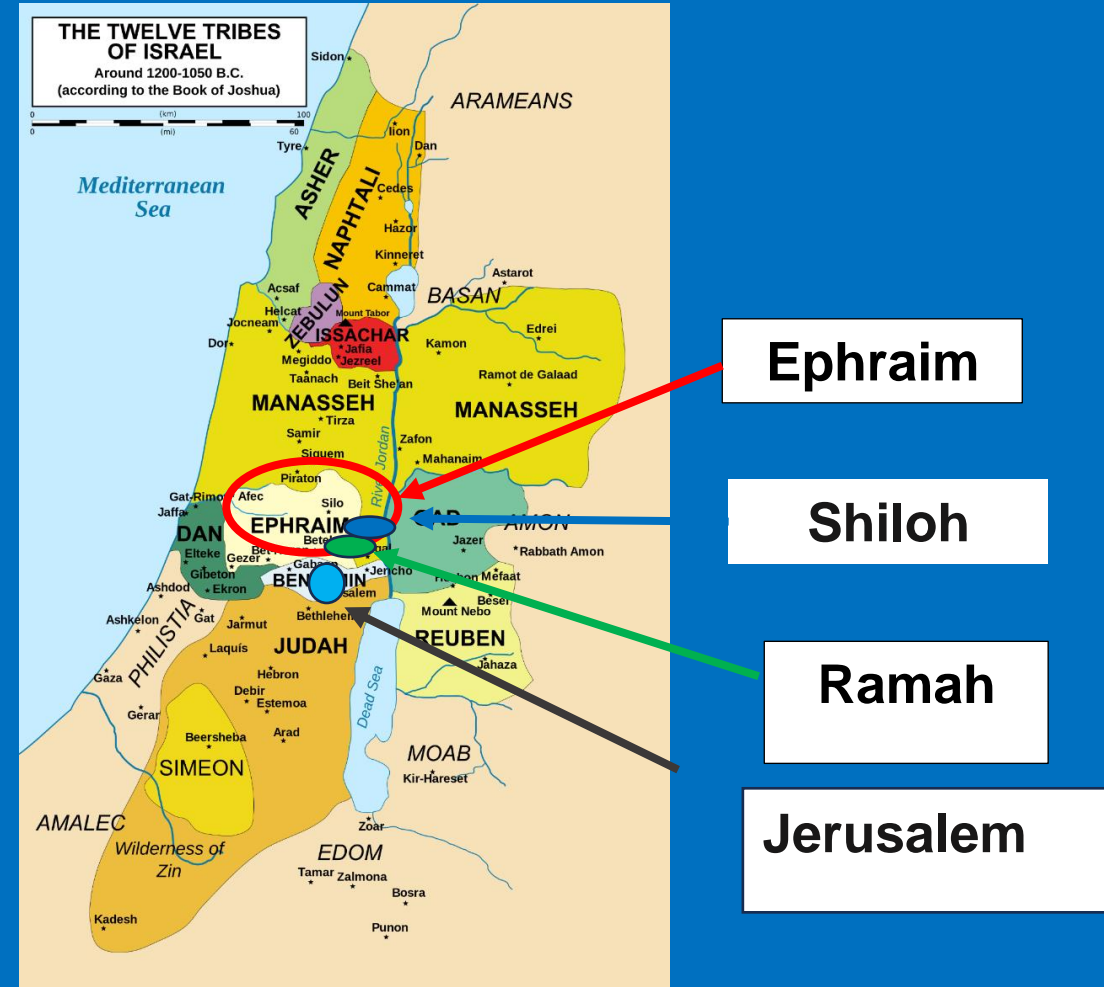 THE TWELVE TRIBES
OF ISRAEL
Around 1200-1050 B.C.
(according to the Book of Joshua)
0 (km) 100
0 (mi) 60
Sidon
ARAMEANS
Iion
Dan
Tyre
Mediterranean
Sea
ASHER
NAPHTALI
Cedes
Hazor
Kinneret
Astarot
Acsaf
Cammat
BASAN
Helcat
ZEBULUN
Mount Tabor
Jocneam
ISSACHAR
Edrei
Dor
Jafia
Kamon
Megiddo
Jezreel
Taanach
Beit She'an
Ramot de Galaad
MANASSEH
MANASSEH
Tirza
Samir
Zafon
Siquem
River Jordan
Mahanaim
Piraton
Gat-Rimon
Afec
Silo
Jaffa
EPHRAIM
GAD
AMON
DAN
Jazer
Rabbath Amon
Elteke
Gezer
Gabaon
Jericho
Mefaat
Gibeton
BENJAMIN
Ashdod
Ekron
Beser
Mount Nebo
Ashkelon
Gat
Bethlehem
PHILISTIA
Jarmut
JUDAH
REUBEN
Laquís
Jahaza
Gaza
Hebron
Debir
Estemoa
Dead Sea
Gerar
Beersheba
Arad
SIMEON
MOAB
Kir-Hareset
AMALEC
Zoar
Wilderness of
Zin
EDOM
Tamar
Zalmona
Bosra
Kadesh
Punon
Ephraim
Shiloh
Ramah
Jerusalem